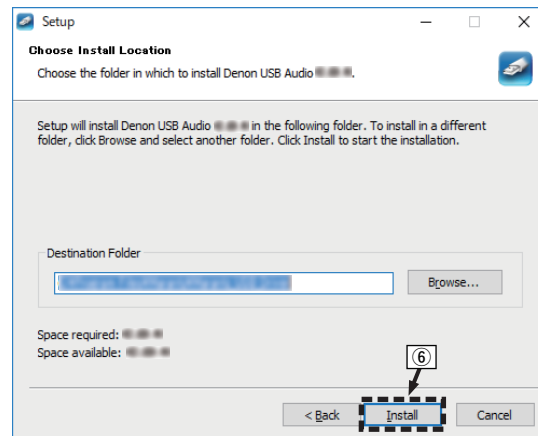 Setup
Choose Install Location
Choose the folder in which to install Denon USB Audio
Setup will install Denon USB Audio in the following folder. To install in a different
folder, click Browse and select another folder. Click Install to start the installation.
Destination Folder
Browse...
Space required:
Space available:
⑥
< Back Install Cancel